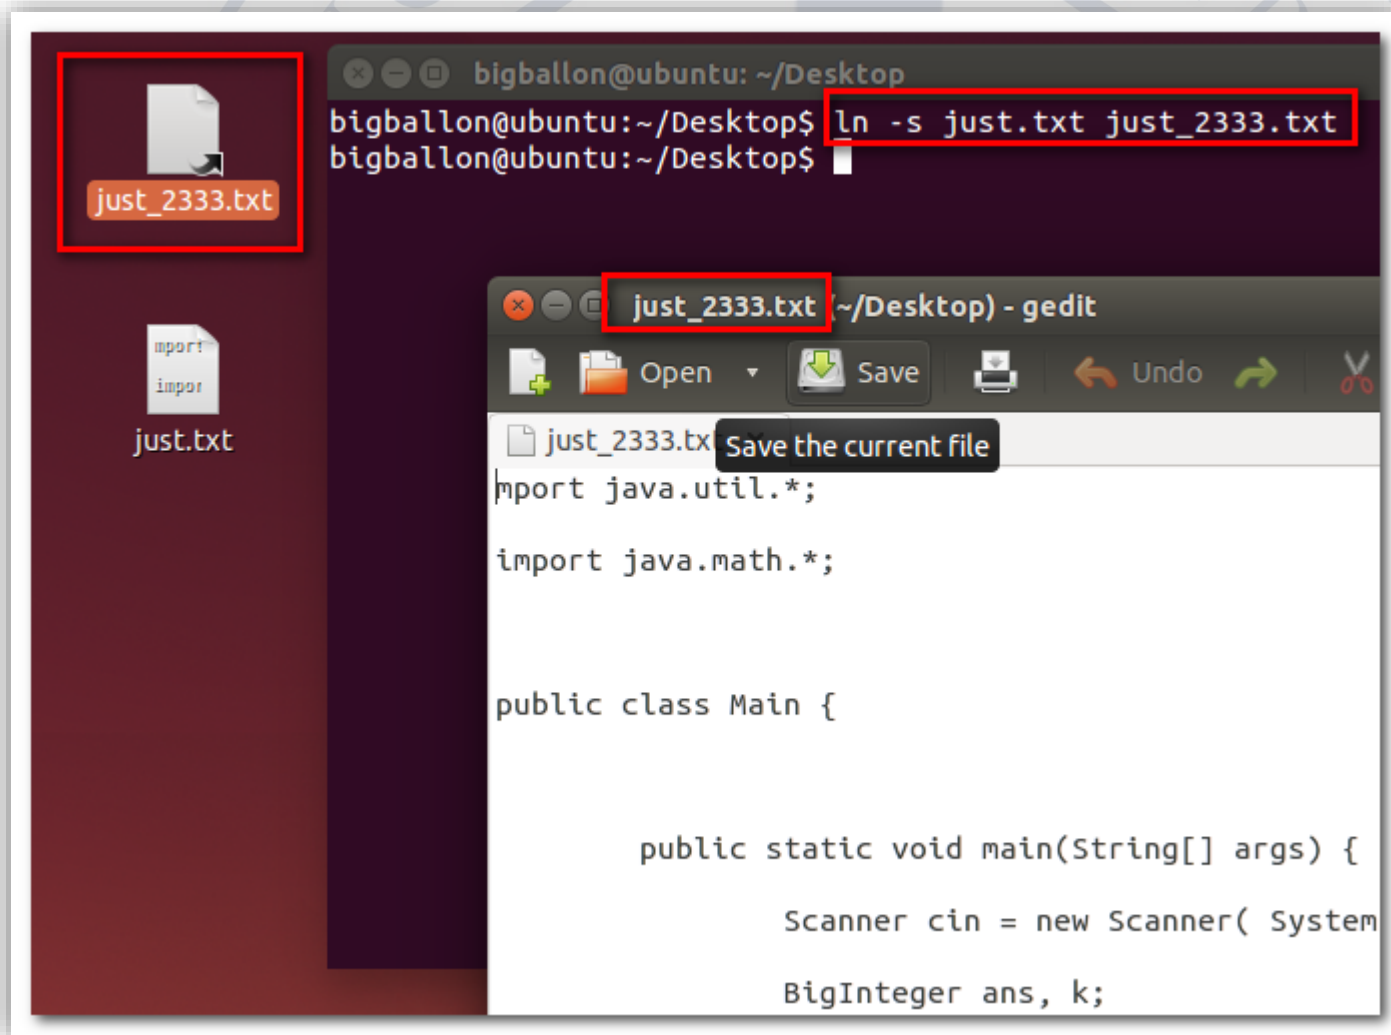 just_2333.txt
mport
impor
just.txt
bigballon@ubuntu: ~/Desktop
bigballon@ubuntu:~/Desktop$ ln -s just.txt just_2333.txt
bigballon@ubuntu:~/Desktop$
just_2333.txt (~/Desktop) - gedit
Open Save Undo
just_2333.txt
Save the current file
mport java.util.*;
import java.math.*;
public class Main {
public static void main(String[] args) {
Scanner cin = new Scanner( System
BigInteger ans, k;